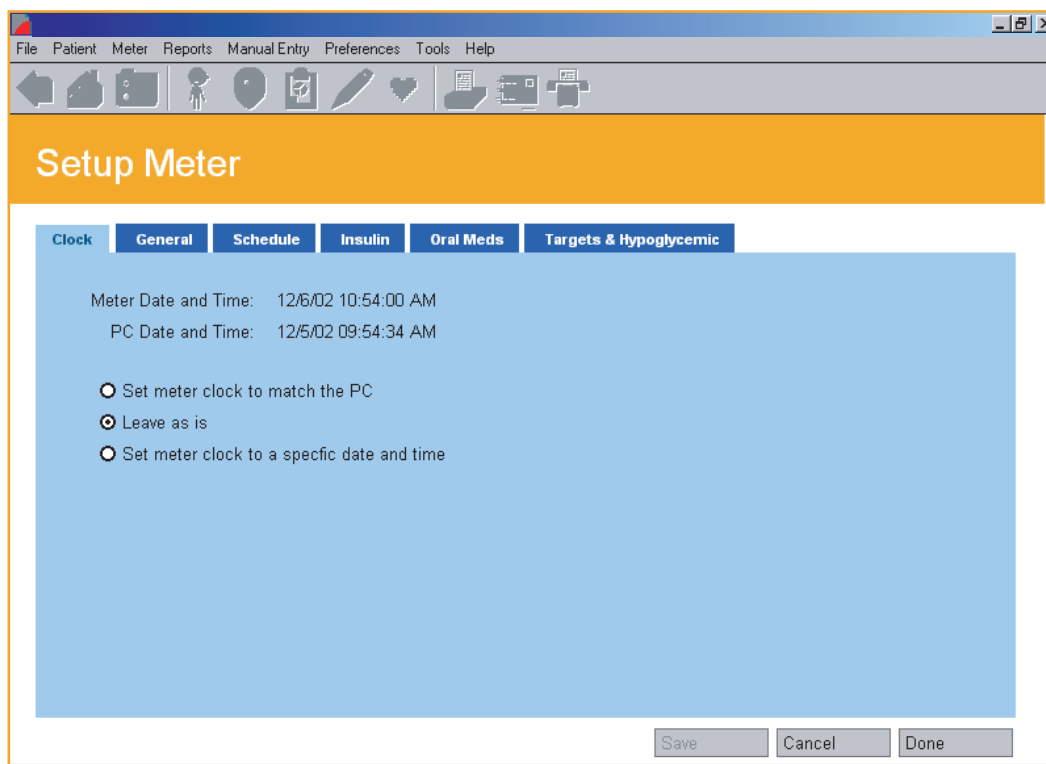 File Patient Meter Reports Manual Entry Preferences Tools Help
Setup Meter
Clock General Schedule Insulin Oral Meds Targets & Hypoglycemic
Meter Date and Time: 12/6/02 10:54:00 AM
PC Date and Time: 12/5/02 09:54:34 AM
Set meter clock to match the PC
Leave as is
Set meter clock to a specfic date and time
Save Cancel Done